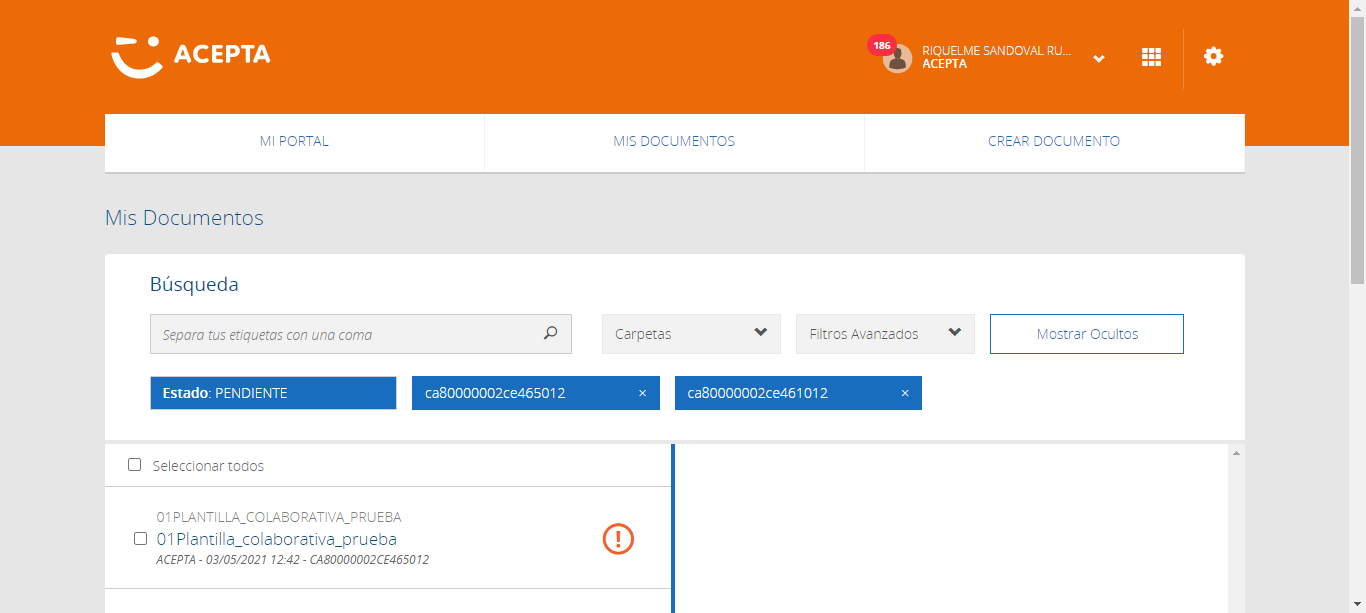 ACEPTA
186
RIQUELME SANDOVAL RU...
ACEPTA
MI PORTAL
MIS DOCUMENTOS
CREAR DOCUMENTO
Mis Documentos
Búsqueda
Separa tus etiquetas con una coma
Carpetas
Filtros Avanzados
Mostrar Ocultos
Estado: PENDIENTE
ca80000002ce465012 ×
ca80000002ce461012 ×
Seleccionar todos
01PLANTILLA_COLABORATIVA_PRUEBA
01Plantilla_colaborativa_prueba
ACEPTA - 03/05/2021 12:42 - CA80000002CE465012